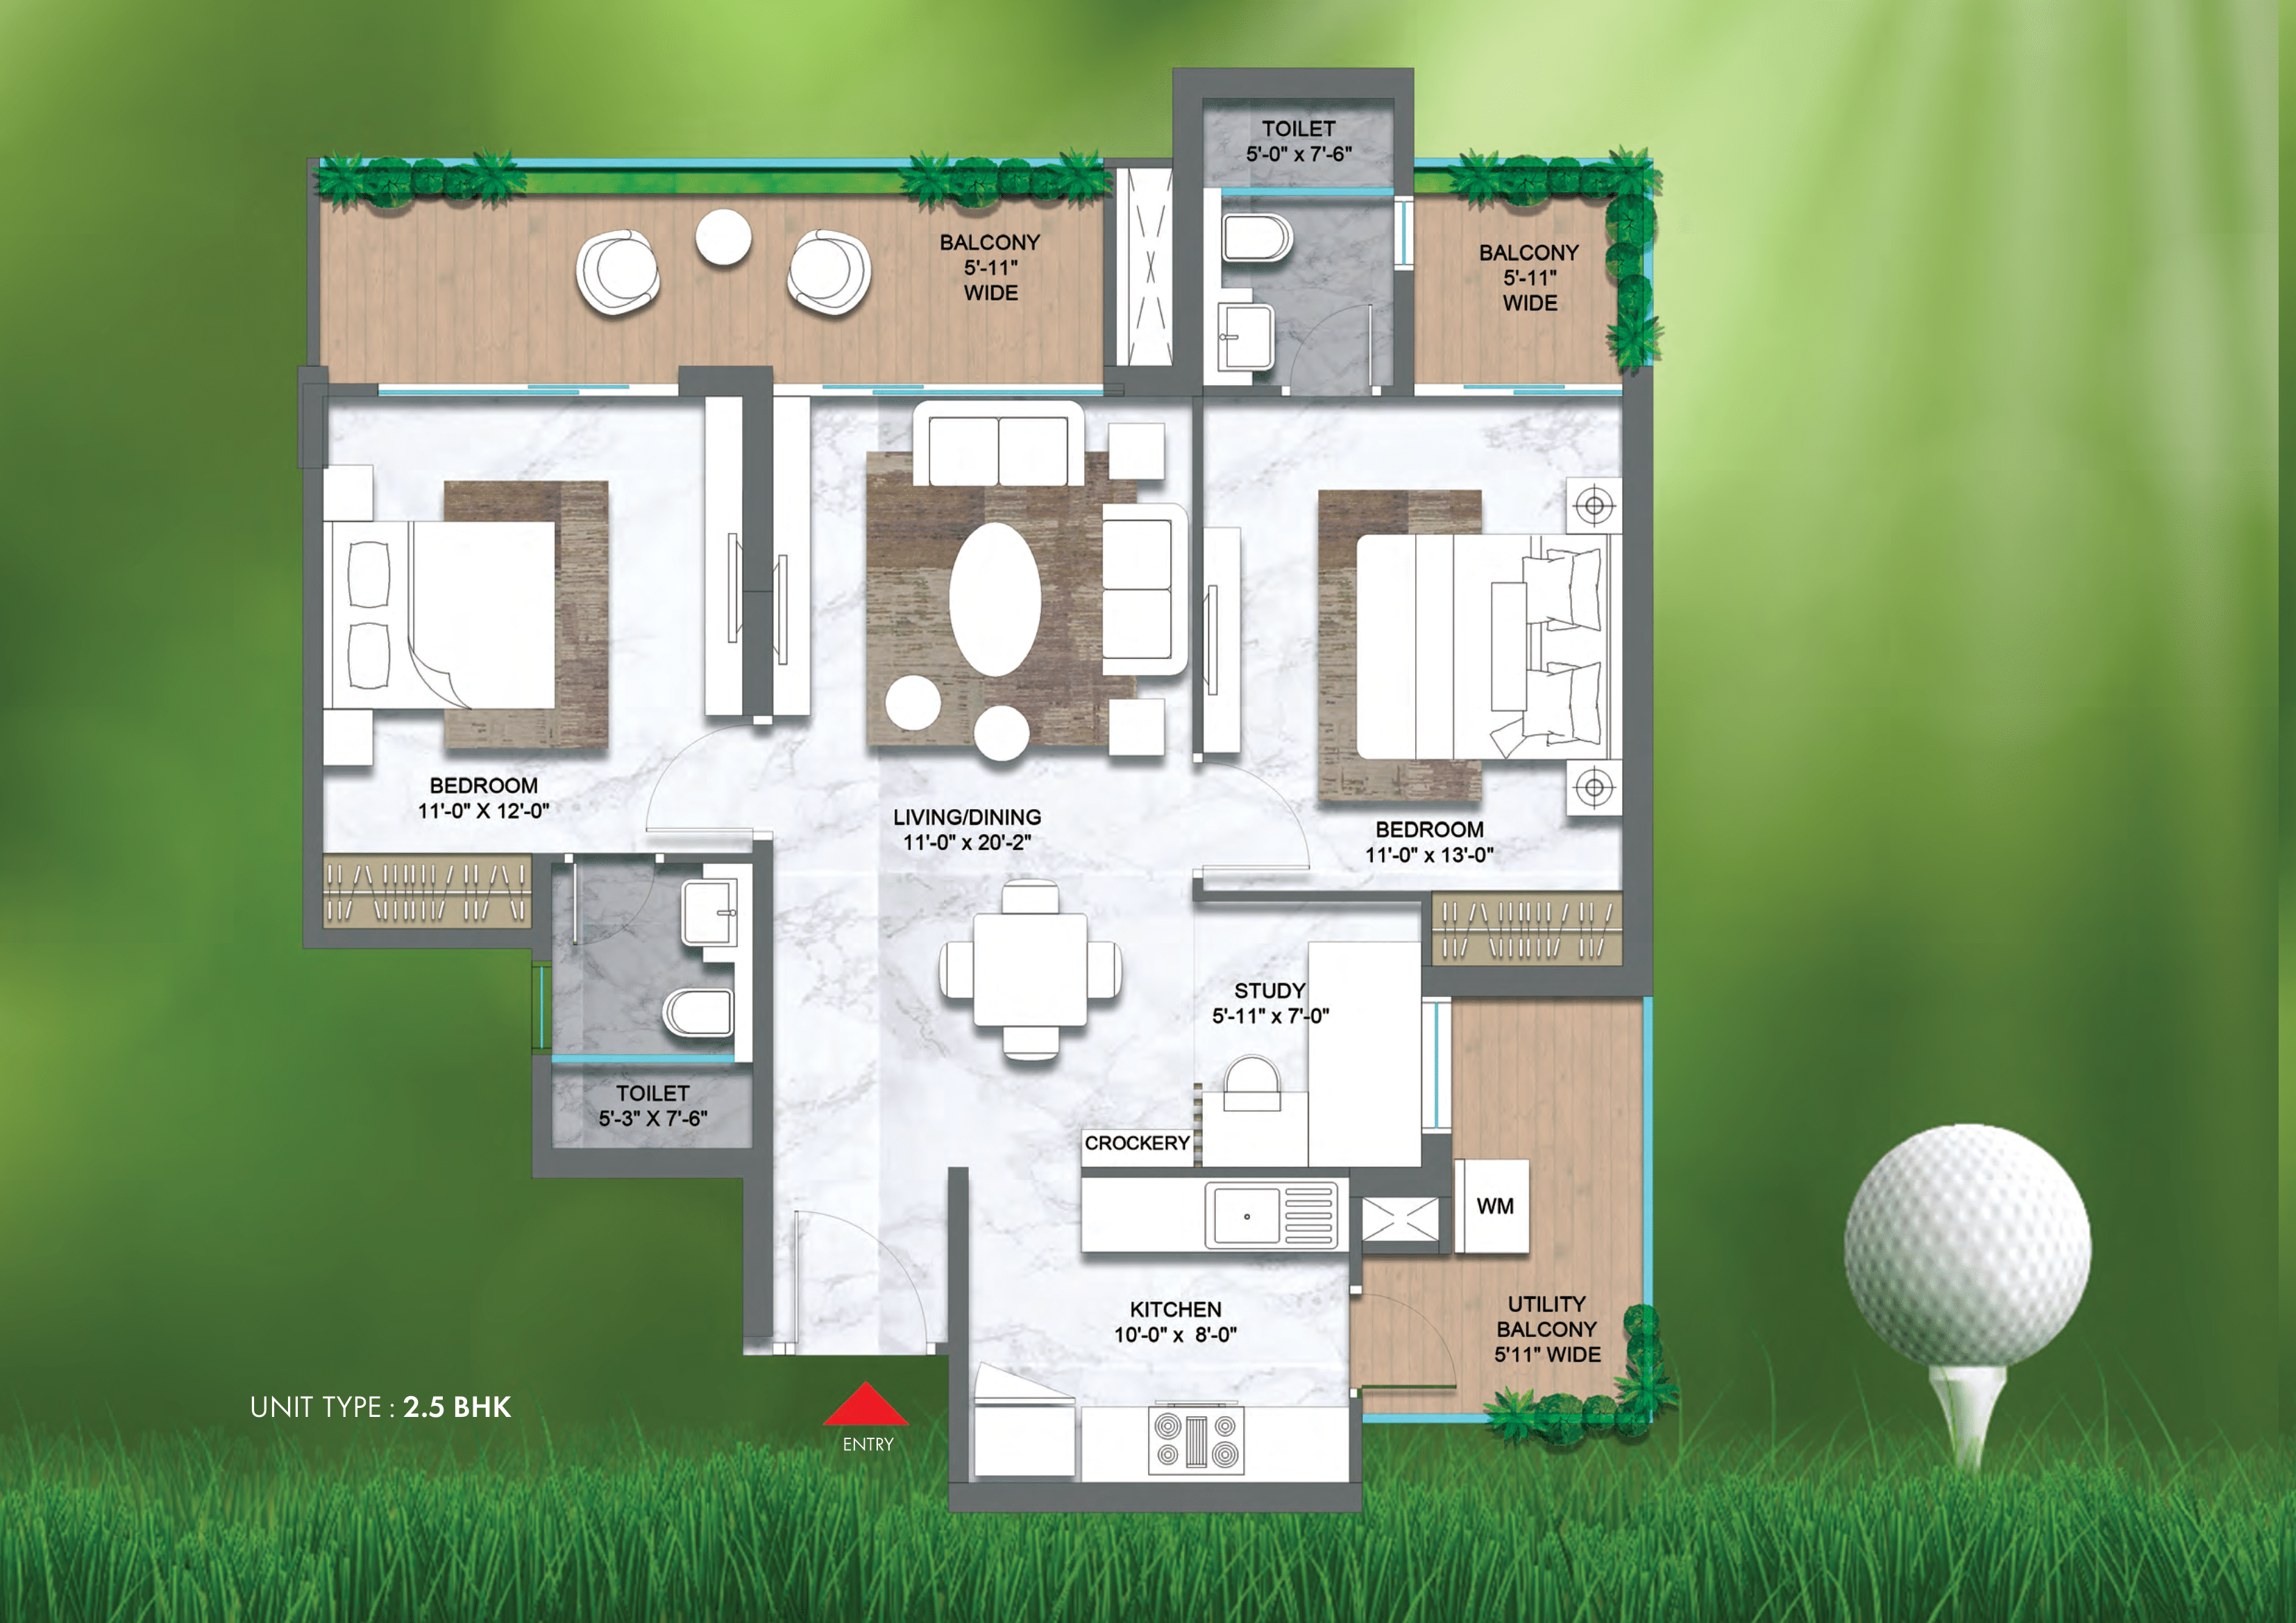 TOILET
5'-0" x 7'-6"
BALCONY
5'-11"
WIDE
BALCONY
5'-11"
WIDE
BEDROOM
11'-0" X 12'-0"
LIVING/DINING
11'-0" x 20'-2"
BEDROOM
11'-0" x 13'-0"
STUDY
5'-11" x 7'-0"
TOILET
5'-3" X 7'-6"
CROCKERY
WM
KITCHEN
10'-0" x 8'-0"
UTILITY
BALCONY
5'11" WIDE
UNIT TYPE : 2.5 BHK
ENTRY